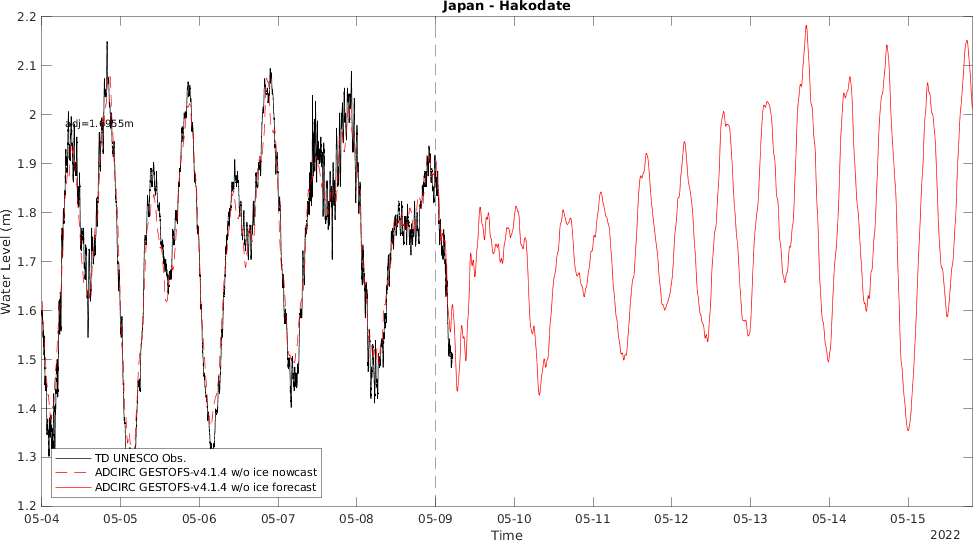 Japan - Hakodate
2.2
2.1
2
1.9
1.8
1.7
1.6
1.5
1.4
1.3
1.2
Water Level (m)
adj=1.6955m
TD UNESCO Obs.
ADCIRC GESTOFS-v4.1.4 w/o ice nowcast
ADCIRC GESTOFS-v4.1.4 w/o ice forecast
05-04 05-05 05-06 05-07 05-08 05-09 05-10 05-11 05-12 05-13 05-14 05-15
Time
2022